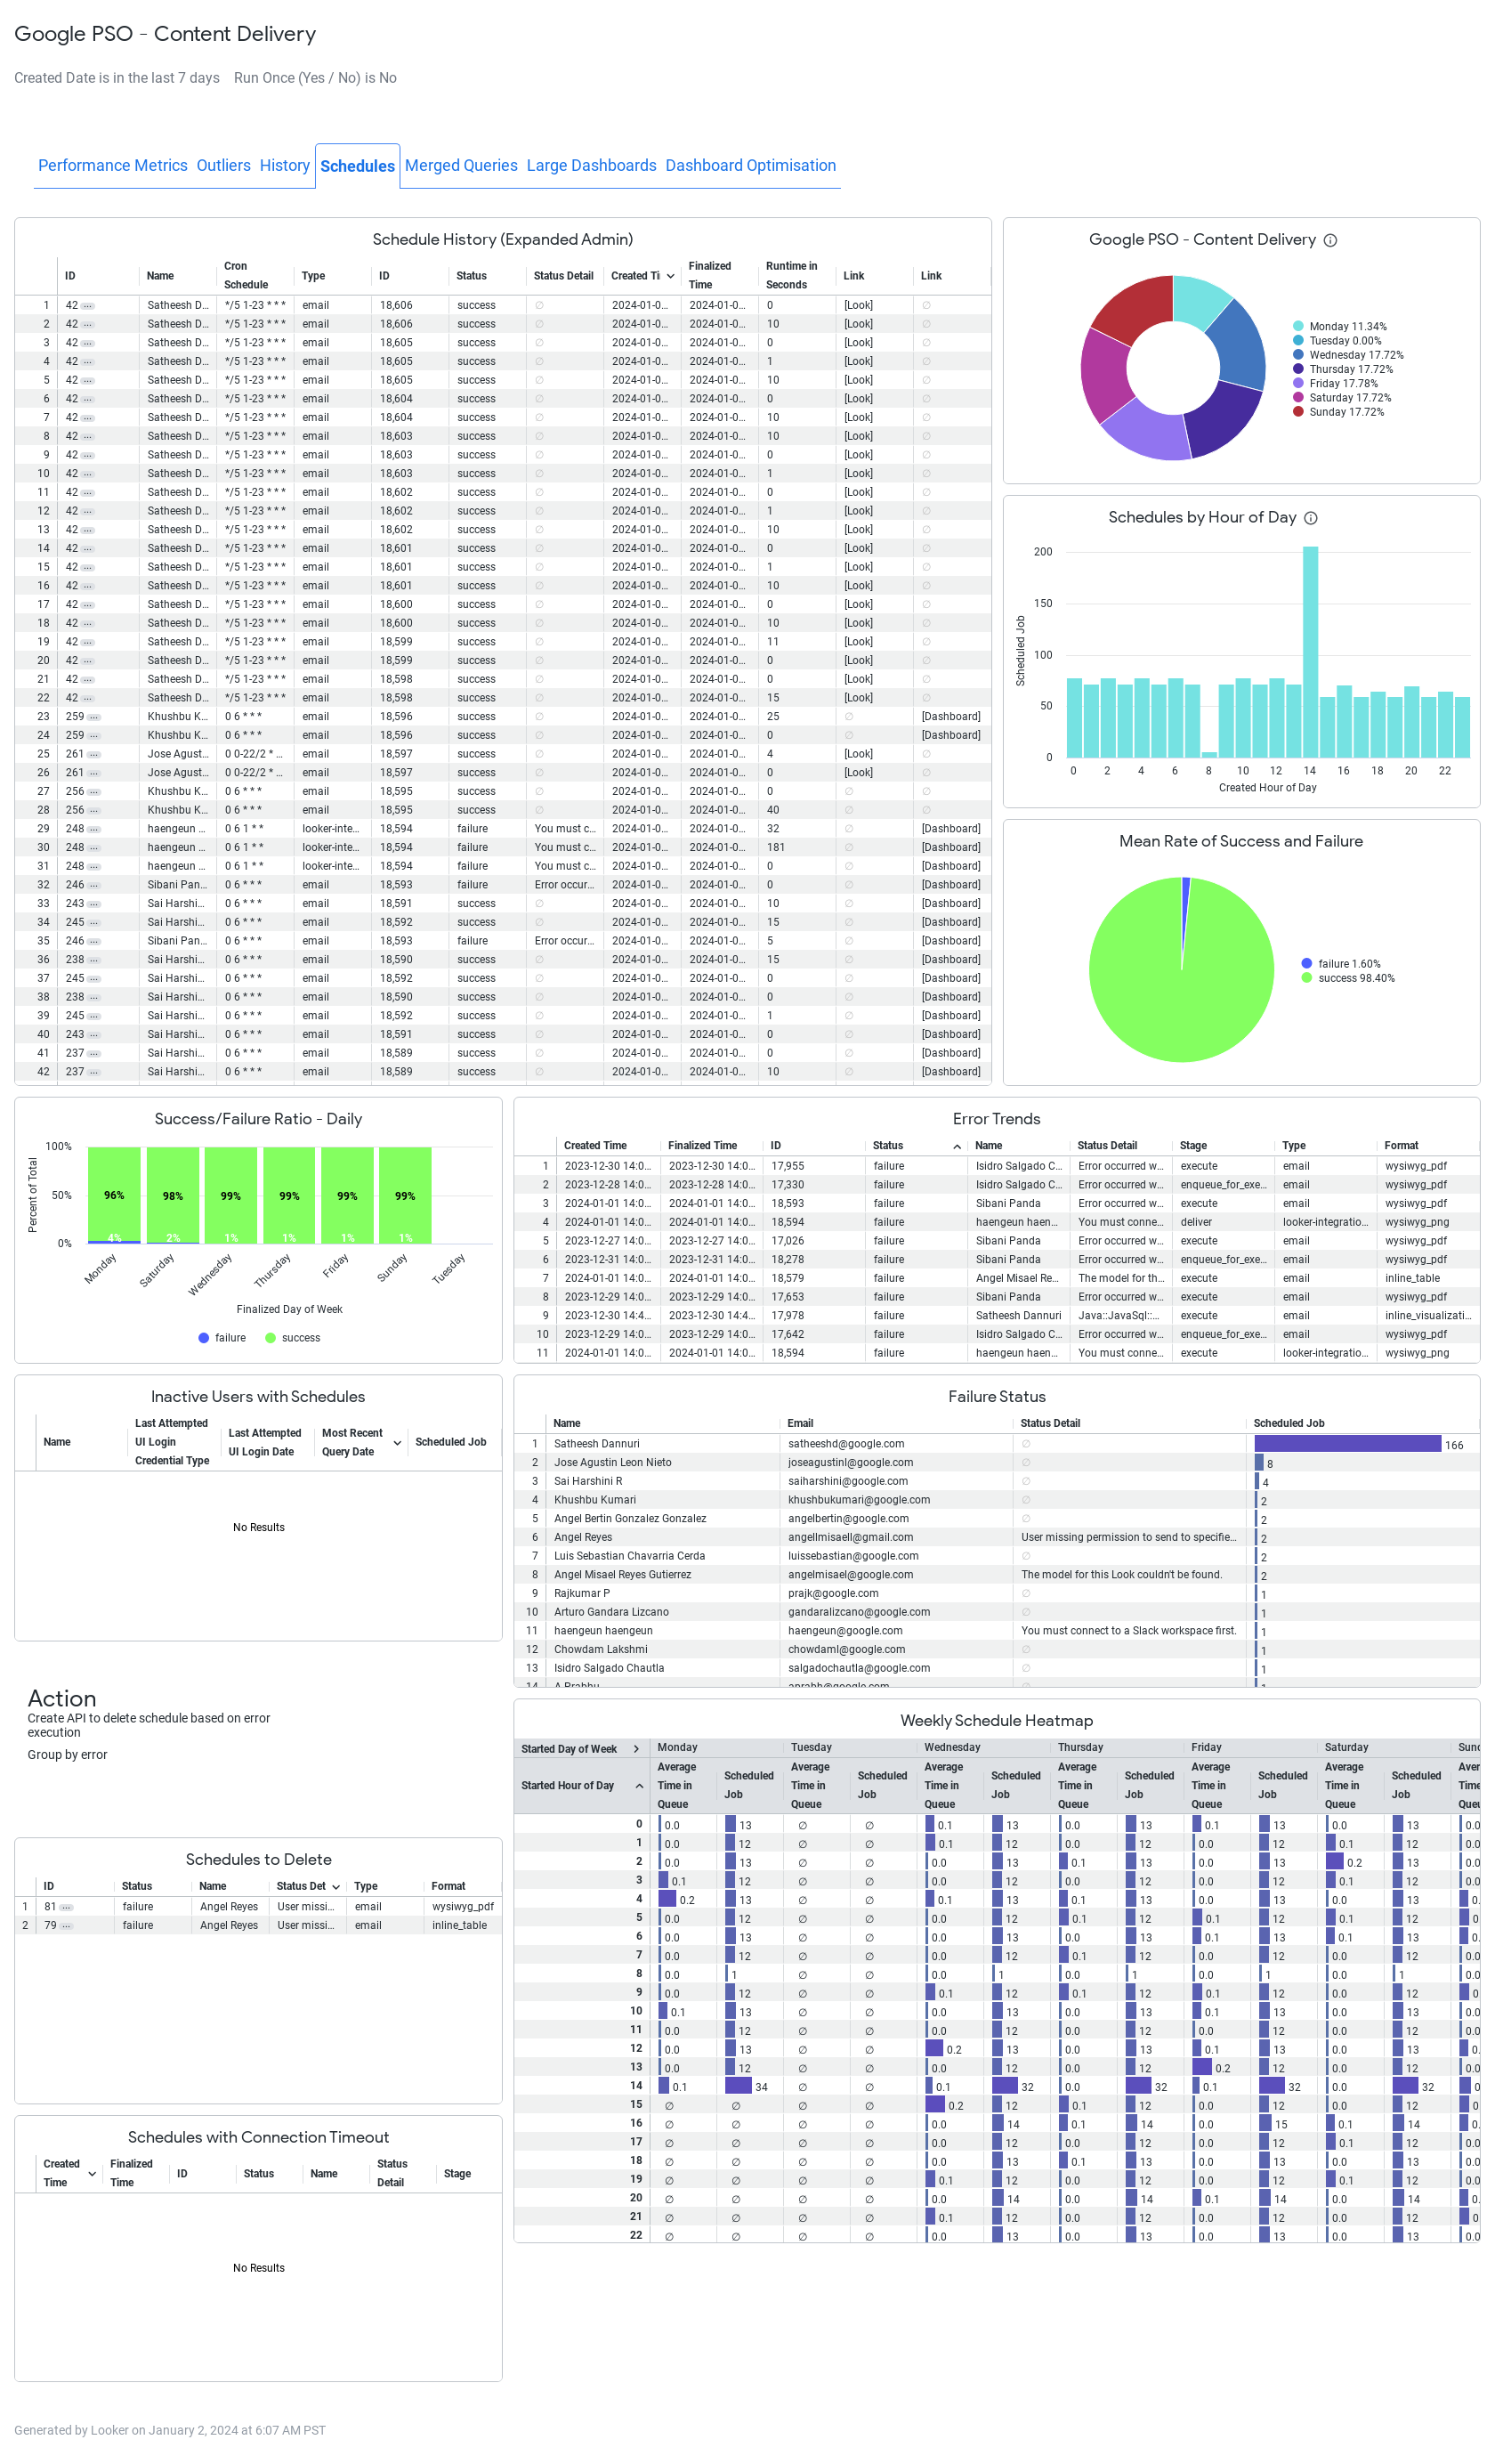 Google PSO - Content Delivery
Created Date is in the last 7 days Run Once (Yes / No) is No
Performance Metrics Outliers History Schedules Merged Queries Large Dashboards Dashboard Optimisation
Schedule History (Expanded Admin)
ID Name Cron Schedule Type ID Status Status Detail Created Ti Finalized Time Runtime in Seconds Link Link
1 42 Satheesh D... */5 1-23 * * * email 18,606 success ∅ 2024-01-0... 2024-01-0... 0 [Look] ∅
2 42 Satheesh D... */5 1-23 * * * email 18,606 success ∅ 2024-01-0... 2024-01-0... 10 [Look] ∅
3 42 Satheesh D... */5 1-23 * * * email 18,605 success ∅ 2024-01-0... 2024-01-0... 0 [Look] ∅
4 42 Satheesh D... */5 1-23 * * * email 18,605 success ∅ 2024-01-0... 2024-01-0... 1 [Look] ∅
5 42 Satheesh D... */5 1-23 * * * email 18,605 success ∅ 2024-01-0... 2024-01-0... 10 [Look] ∅
6 42 Satheesh D... */5 1-23 * * * email 18,604 success ∅ 2024-01-0... 2024-01-0... 0 [Look] ∅
7 42 Satheesh D... */5 1-23 * * * email 18,604 success ∅ 2024-01-0... 2024-01-0... 10 [Look] ∅
8 42 Satheesh D... */5 1-23 * * * email 18,603 success ∅ 2024-01-0... 2024-01-0... 10 [Look] ∅
9 42 Satheesh D... */5 1-23 * * * email 18,603 success ∅ 2024-01-0... 2024-01-0... 0 [Look] ∅
10 42 Satheesh D... */5 1-23 * * * email 18,603 success ∅ 2024-01-0... 2024-01-0... 1 [Look] ∅
11 42 Satheesh D... */5 1-23 * * * email 18,602 success ∅ 2024-01-0... 2024-01-0... 0 [Look] ∅
12 42 Satheesh D... */5 1-23 * * * email 18,602 success ∅ 2024-01-0... 2024-01-0... 1 [Look] ∅
13 42 Satheesh D... */5 1-23 * * * email 18,602 success ∅ 2024-01-0... 2024-01-0... 10 [Look] ∅
14 42 Satheesh D... */5 1-23 * * * email 18,601 success ∅ 2024-01-0... 2024-01-0... 0 [Look] ∅
15 42 Satheesh D... */5 1-23 * * * email 18,601 success ∅ 2024-01-0... 2024-01-0... 1 [Look] ∅
16 42 Satheesh D... */5 1-23 * * * email 18,601 success ∅ 2024-01-0... 2024-01-0... 10 [Look] ∅
17 42 Satheesh D... */5 1-23 * * * email 18,600 success ∅ 2024-01-0... 2024-01-0... 0 [Look] ∅
18 42 Satheesh D... */5 1-23 * * * email 18,600 success ∅ 2024-01-0... 2024-01-0... 10 [Look] ∅
19 42 Satheesh D... */5 1-23 * * * email 18,599 success ∅ 2024-01-0... 2024-01-0... 11 [Look] ∅
20 42 Satheesh D... */5 1-23 * * * email 18,599 success ∅ 2024-01-0... 2024-01-0... 0 [Look] ∅
21 42 Satheesh D... */5 1-23 * * * email 18,598 success ∅ 2024-01-0... 2024-01-0... 0 [Look] ∅
22 42 Satheesh D... */5 1-23 * * * email 18,598 success ∅ 2024-01-0... 2024-01-0... 15 [Look] ∅
23 259 Khushbu K... 0 6 * * * email 18,596 success ∅ 2024-01-0... 2024-01-0... 25 ∅ [Dashboard]
24 259 Khushbu K... 0 6 * * * email 18,596 success ∅ 2024-01-0... 2024-01-0... 0 ∅ [Dashboard]
25 261 Jose Agust... 0 0-22/2 * ... email 18,597 success ∅ 2024-01-0... 2024-01-0... 4 [Look] ∅
26 261 Jose Agust... 0 0-22/2 * ... email 18,597 success ∅ 2024-01-0... 2024-01-0... 0 [Look] ∅
27 256 Khushbu K... 0 6 * * * email 18,595 success ∅ 2024-01-0... 2024-01-0... 0 ∅ ∅
28 256 Khushbu K... 0 6 * * * email 18,595 success ∅ 2024-01-0... 2024-01-0... 40 ∅ ∅
29 248 haengeun ... 0 6 1 * * looker-inte... 18,594 failure You must c... 2024-01-0... 2024-01-0... 32 ∅ [Dashboard]
30 248 haengeun ... 0 6 1 * * looker-inte... 18,594 failure You must c... 2024-01-0... 2024-01-0... 181 ∅ [Dashboard]
31 248 haengeun ... 0 6 1 * * looker-inte... 18,594 failure You must c... 2024-01-0... 2024-01-0... 0 ∅ [Dashboard]
32 246 Sibani Pan... 0 6 * * * email 18,593 failure Error occur... 2024-01-0... 2024-01-0... 0 ∅ [Dashboard]
33 243 Sai Harshi... 0 6 * * * email 18,591 success ∅ 2024-01-0... 2024-01-0... 10 ∅ [Dashboard]
34 245 Sai Harshi... 0 6 * * * email 18,592 success ∅ 2024-01-0... 2024-01-0... 15 ∅ [Dashboard]
35 246 Sibani Pan... 0 6 * * * email 18,593 failure Error occur... 2024-01-0... 2024-01-0... 5 ∅ [Dashboard]
36 238 Sai Harshi... 0 6 * * * email 18,590 success ∅ 2024-01-0... 2024-01-0... 15 ∅ [Dashboard]
37 245 Sai Harshi... 0 6 * * * email 18,592 success ∅ 2024-01-0... 2024-01-0... 0 ∅ [Dashboard]
38 238 Sai Harshi... 0 6 * * * email 18,590 success ∅ 2024-01-0... 2024-01-0... 0 ∅ [Dashboard]
39 245 Sai Harshi... 0 6 * * * email 18,592 success ∅ 2024-01-0... 2024-01-0... 1 ∅ [Dashboard]
40 243 Sai Harshi... 0 6 * * * email 18,591 success ∅ 2024-01-0... 2024-01-0... 0 ∅ [Dashboard]
41 237 Sai Harshi... 0 6 * * * email 18,589 success ∅ 2024-01-0... 2024-01-0... 0 ∅ [Dashboard]
42 237 Sai Harshi... 0 6 * * * email 18,589 success ∅ 2024-01-0... 2024-01-0... 10 ∅ [Dashboard]
Google PSO - Content Delivery
Monday 11.34%
Tuesday 0.00%
Wednesday 17.72%
Thursday 17.72%
Friday 17.78%
Saturday 17.72%
Sunday 17.72%
Schedules by Hour of Day
Scheduled Job
200
150
100
50
0
0 2 4 6 8 10 12 14 16 18 20 22
Created Hour of Day
Mean Rate of Success and Failure
failure 1.60%
success 98.40%
Success/Failure Ratio - Daily
Percent of Total
100%
50%
0%
96% 98% 99% 99% 99% 99%
4% 2% 1% 1% 1% 1%
Monday Saturday Wednesday Thursday Friday Sunday Tuesday
Finalized Day of Week
failure success
Error Trends
Created Time Finalized Time ID Status Name Status Detail Stage Type Format
1 2023-12-30 14:0... 2023-12-30 14:0... 17,955 failure Isidro Salgado C... Error occurred w... execute email wysiwyg_pdf
2 2023-12-28 14:0... 2023-12-28 14:0... 17,330 failure Isidro Salgado C... Error occurred w... enqueue_for_exe... email wysiwyg_pdf
3 2024-01-01 14:0... 2024-01-01 14:0... 18,593 failure Sibani Panda Error occurred w... execute email wysiwyg_pdf
4 2024-01-01 14:0... 2024-01-01 14:0... 18,594 failure haengeun haen... You must conne... deliver looker-integratio... wysiwyg_png
5 2023-12-27 14:0... 2023-12-27 14:0... 17,026 failure Sibani Panda Error occurred w... execute email wysiwyg_pdf
6 2023-12-31 14:0... 2023-12-31 14:0... 18,278 failure Sibani Panda Error occurred w... enqueue_for_exe... email wysiwyg_pdf
7 2024-01-01 14:0... 2024-01-01 14:0... 18,579 failure Angel Misael Re... The model for th... execute email inline_table
8 2023-12-29 14:0... 2023-12-29 14:0... 17,653 failure Sibani Panda Error occurred w... execute email wysiwyg_pdf
9 2023-12-30 14:4... 2023-12-30 14:4... 17,978 failure Satheesh Dannuri Java::JavaSql::... execute email inline_visualizati...
10 2023-12-29 14:0... 2023-12-29 14:0... 17,642 failure Isidro Salgado C... Error occurred w... enqueue_for_exe... email wysiwyg_pdf
11 2024-01-01 14:0... 2024-01-01 14:0... 18,594 failure haengeun haen... You must conne... execute looker-integratio... wysiwyg_png
Inactive Users with Schedules
Name Last Attempted UI Login Credential Type Last Attempted UI Login Date Most Recent Query Date Scheduled Job
No Results
Failure Status
Name Email Status Detail Scheduled Job
1 Satheesh Dannuri satheeshd@google.com ∅ 166
2 Jose Agustin Leon Nieto joseagustinl@google.com ∅ 8
3 Sai Harshini R saiharshini@google.com ∅ 4
4 Khushbu Kumari khushbukumari@google.com ∅ 2
5 Angel Bertin Gonzalez Gonzalez angelbertin@google.com ∅ 2
6 Angel Reyes angellmisaell@gmail.com User missing permission to send to specifie... 2
7 Luis Sebastian Chavarria Cerda luissebastian@google.com ∅ 2
8 Angel Misael Reyes Gutierrez angelmisael@google.com The model for this Look couldn't be found. 2
9 Rajkumar P prajk@google.com ∅ 1
10 Arturo Gandara Lizcano gandaralizcano@google.com ∅ 1
11 haengeun haengeun haengeun@google.com You must connect to a Slack workspace first. 1
12 Chowdam Lakshmi chowdaml@google.com ∅ 1
13 Isidro Salgado Chautla salgadochautla@google.com ∅ 1
14 A Prabhu aprabh@google.com
Action
Create API to delete schedule based on error
execution
Group by error
Weekly Schedule Heatmap
Started Day of Week Monday Tuesday Wednesday Thursday Friday Saturday Sund
Started Hour of Day Average Time in Queue Scheduled Job Average Time in Queue Scheduled Job Average Time in Queue Scheduled Job Average Time in Queue Scheduled Job Average Time in Queue Scheduled Job Average Time in Queue Scheduled Job Aver Time Queu
0 0.0 13 ∅ ∅ 0.1 13 0.0 13 0.1 13 0.0 13 0.0
1 0.0 12 ∅ ∅ 0.1 12 0.0 12 0.0 12 0.1 12 0.0
2 0.0 13 ∅ ∅ 0.0 13 0.1 13 0.0 13 0.2 13 0.0
3 0.1 12 ∅ ∅ 0.0 12 0.0 12 0.0 12 0.1 12 0.0
4 0.2 13 ∅ ∅ 0.1 13 0.1 13 0.0 13 0.0 13 0.
5 0.0 12 ∅ ∅ 0.0 12 0.1 12 0.1 12 0.1 12 0
6 0.0 13 ∅ ∅ 0.0 13 0.0 13 0.1 13 0.1 13 0.
7 0.0 12 ∅ ∅ 0.0 12 0.1 12 0.0 12 0.0 12 0.0
8 0.0 1 ∅ ∅ 0.0 1 0.0 1 0.0 1 0.0 1 0.0
9 0.0 12 ∅ ∅ 0.1 12 0.1 12 0.1 12 0.0 12 0
10 0.1 13 ∅ ∅ 0.0 13 0.0 13 0.1 13 0.0 13 0.
11 0.0 12 ∅ ∅ 0.0 12 0.0 12 0.0 12 0.0 12 0.0
12 0.0 13 ∅ ∅ 0.2 13 0.0 13 0.1 13 0.0 13 0.
13 0.0 12 ∅ ∅ 0.0 12 0.0 12 0.2 12 0.0 12 0.0
14 0.1 34 ∅ ∅ 0.1 32 0.0 32 0.1 32 0.0 32 0
15 ∅ ∅ ∅ ∅ 0.2 12 0.1 12 0.0 12 0.0 12 0
16 ∅ ∅ ∅ ∅ 0.0 14 0.1 14 0.0 15 0.1 14 0.
17 ∅ ∅ ∅ ∅ 0.0 12 0.0 12 0.0 12 0.1 12 0.0
18 ∅ ∅ ∅ ∅ 0.0 13 0.1 13 0.0 13 0.0 13 0.0
19 ∅ ∅ ∅ ∅ 0.1 12 0.0 12 0.0 12 0.1 12 0.0
20 ∅ ∅ ∅ ∅ 0.0 14 0.0 14 0.1 14 0.0 14 0.
21 ∅ ∅ ∅ ∅ 0.1 12 0.0 12 0.0 12 0.0 12 0
22 ∅ ∅ ∅ ∅ 0.0 13 0.0 13 0.0 13 0.0 13 0.0
Schedules to Delete
ID Status Name Status Det Type Format
1 81 failure Angel Reyes User missi... email wysiwyg_pdf
2 79 failure Angel Reyes User missi... email inline_table
Schedules with Connection Timeout
Created Time Finalized Time ID Status Name Status Detail Stage
No Results
Generated by Looker on January 2, 2024 at 6:07 AM PST